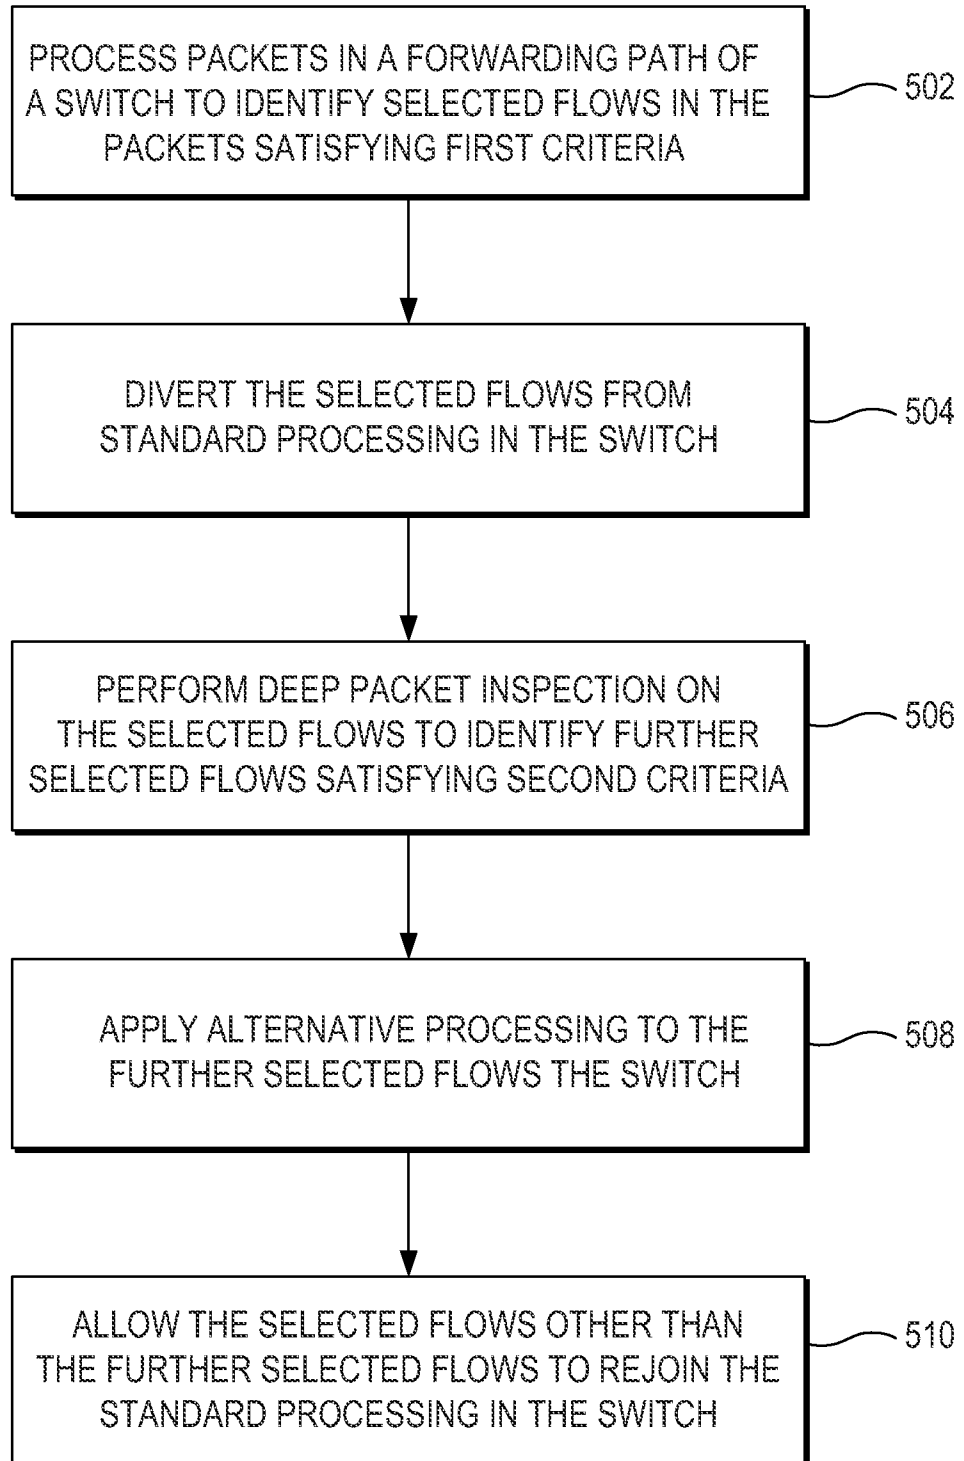 PROCESS PACKETS IN A FORWARDING PATH OF
A SWITCH TO IDENTIFY SELECTED FLOWS IN THE
PACKETS SATISFYING FIRST CRITERIA
502
DIVERT THE SELECTED FLOWS FROM
STANDARD PROCESSING IN THE SWITCH
504
PERFORM DEEP PACKET INSPECTION ON
THE SELECTED FLOWS TO IDENTIFY FURTHER
SELECTED FLOWS SATISFYING SECOND CRITERIA
506
APPLY ALTERNATIVE PROCESSING TO THE
FURTHER SELECTED FLOWS THE SWITCH
508
ALLOW THE SELECTED FLOWS OTHER THAN
THE FURTHER SELECTED FLOWS TO REJOIN THE
STANDARD PROCESSING IN THE SWITCH
510